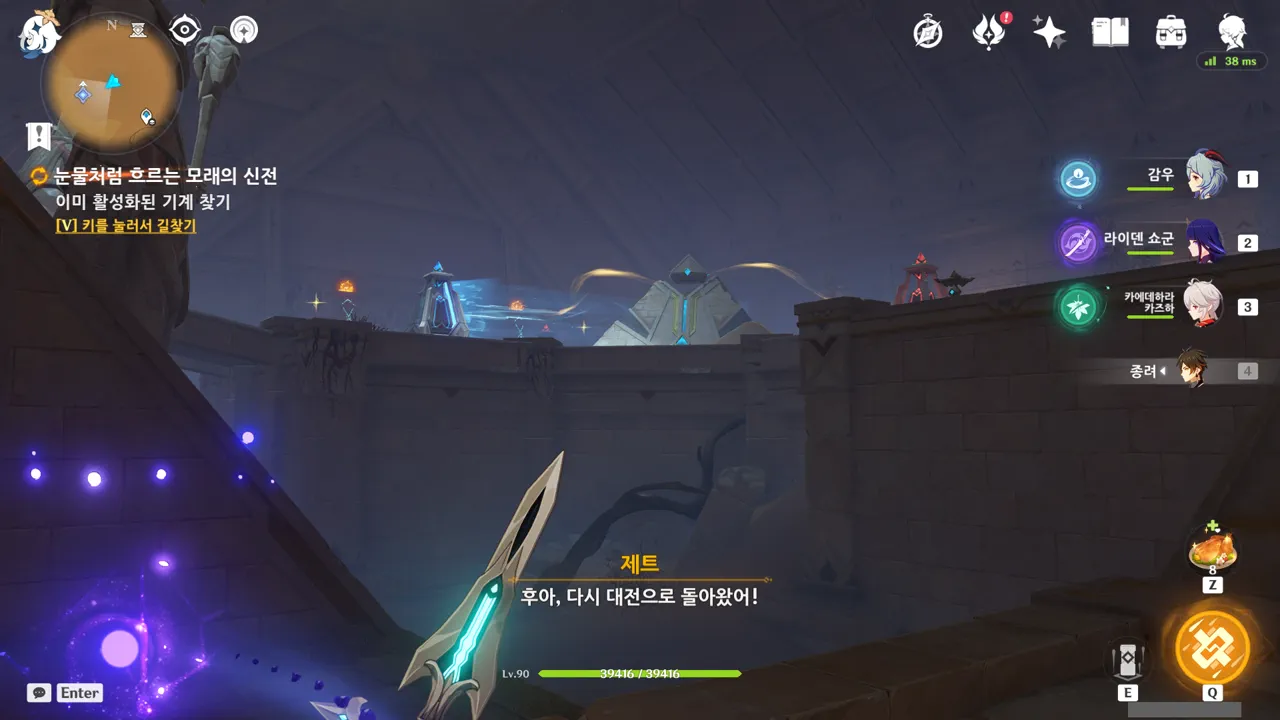 N
38 ms
눈물처럼 흐르는 모래의 신전
이미 활성화된 기계 찾기
[V] 키를 눌러서 길찾기
감우
1
라이덴 쇼군
2
카에데하라
카즈하
3
종려
4
제트
후아, 다시 대전으로 돌아왔어!
Lv.90
39416 / 39416
8
Z
E
Q
Enter